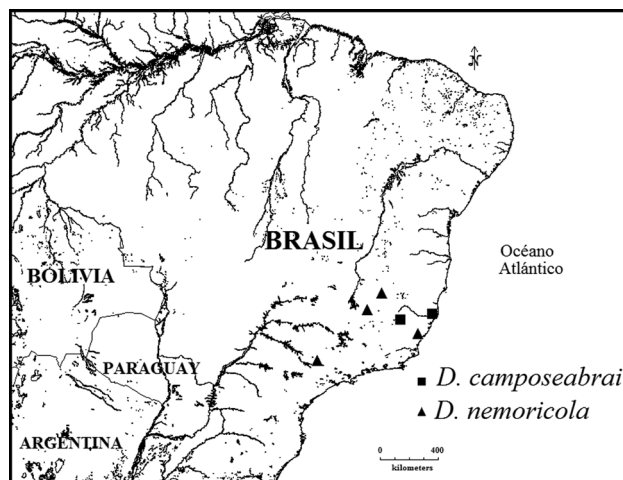 N
BRASIL
Océano
Atlántico
BOLIVIA
PARAGUAY
D. camposeabrai
D. nemoricola
ARGENTINA
0 400
kilometers